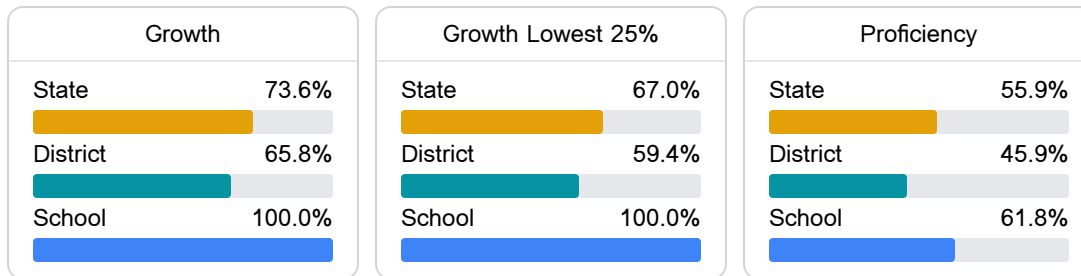 Growth
State 73.6%
District 65.8%
School 100.0%
Growth Lowest 25%
State 67.0%
District 59.4%
School 100.0%
Proficiency
State 55.9%
District 45.9%
School 61.8%